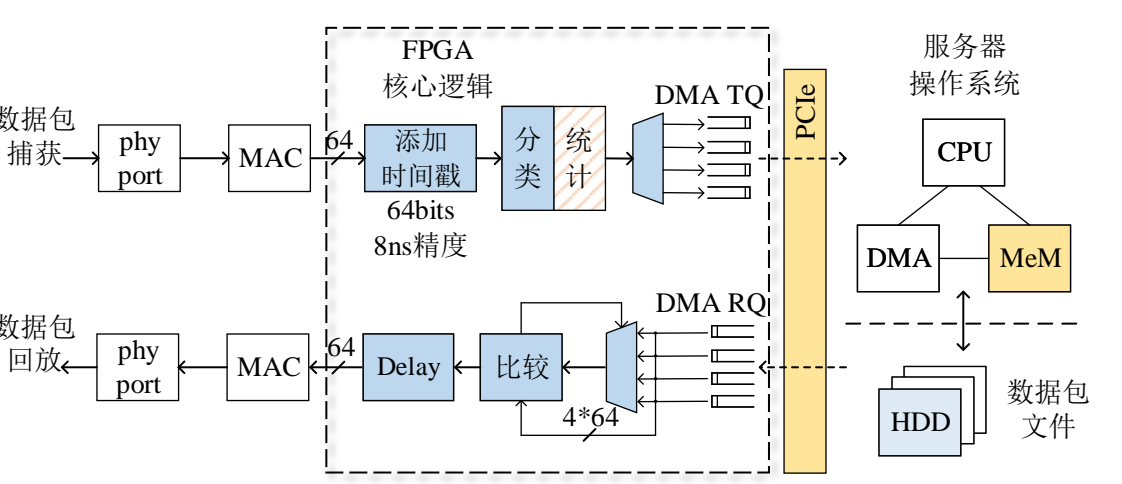 FPGA
核心逻辑
DMA TQ
PCIe
服务器
操作系统
数据包
捕获
phy
port
MAC
64
添加
时间戳
64bits
8ns精度
分类
统计
CPU
DMA
MeM
数据包
回放
phy
port
MAC
64
Delay
比较
4*64
DMA RQ
HDD
数据包
文件